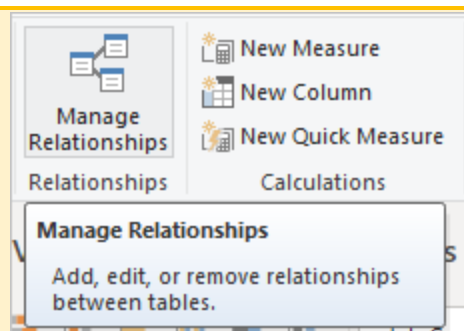 Manage
Relationships
New Measure
New Column
New Quick Measure
Relationships
Calculations
Manage Relationships
Add, edit, or remove relationships
between tables.